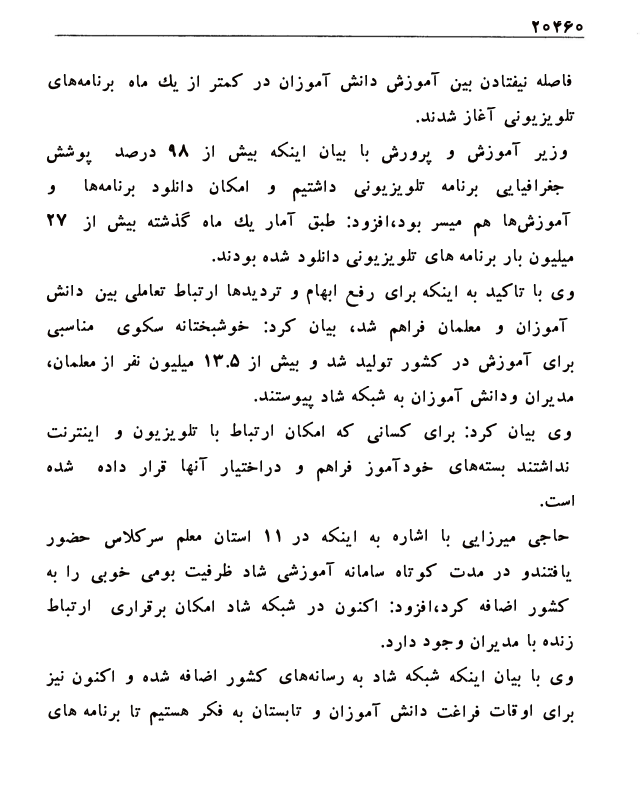 ۲۰۴۶۰
فاصله نیفتادن بین آموزش دانش آموزان در کمتر از یك ماه برنامه‌های
تلویزیونی آغاز شدند.
وزیر آموزش و پرورش با بیان اینکه بیش از ۹۸ درصد پوشش
جغرافیایی برنامه تلویزیونی داشتیم و امکان دانلود برنامه‌ها و
آموزش‌ها هم میسر بود،افزود: طبق آمار یك ماه گذشته بیش از ۲۷
میلیون بار برنامه های تلویزیونی دانلود شده بودند.
وی با تاکید به اینکه برای رفع ابهام و تردیدها ارتباط تعاملی بین دانش
آموزان و معلمان فراهم شد، بیان کرد: خوشبختانه سکوی مناسبی
برای آموزش در کشور تولید شد و بیش از ۱۳.۵ میلیون نفر از معلمان،
مدیران ودانش آموزان به شبکه شاد پیوستند.
وی بیان کرد: برای کسانی که امکان ارتباط با تلویزیون و اینترنت
نداشتند بسته‌های خودآموز فراهم و دراختیار آنها قرار داده شده
است.
حاجی میرزایی با اشاره به اینکه در ۱۱ استان معلم سرکلاس حضور
یافتندو در مدت کوتاه سامانه آموزشی شاد ظرفیت بومی خوبی را به
کشور اضافه کرد،افزود: اکنون در شبکه شاد امکان برقراری ارتباط
زنده با مدیران وجود دارد.
وی با بیان اینکه شبکه شاد به رسانه‌های کشور اضافه شده و اکنون نیز
برای اوقات فراغت دانش آموزان و تابستان به فکر هستیم تا برنامه های